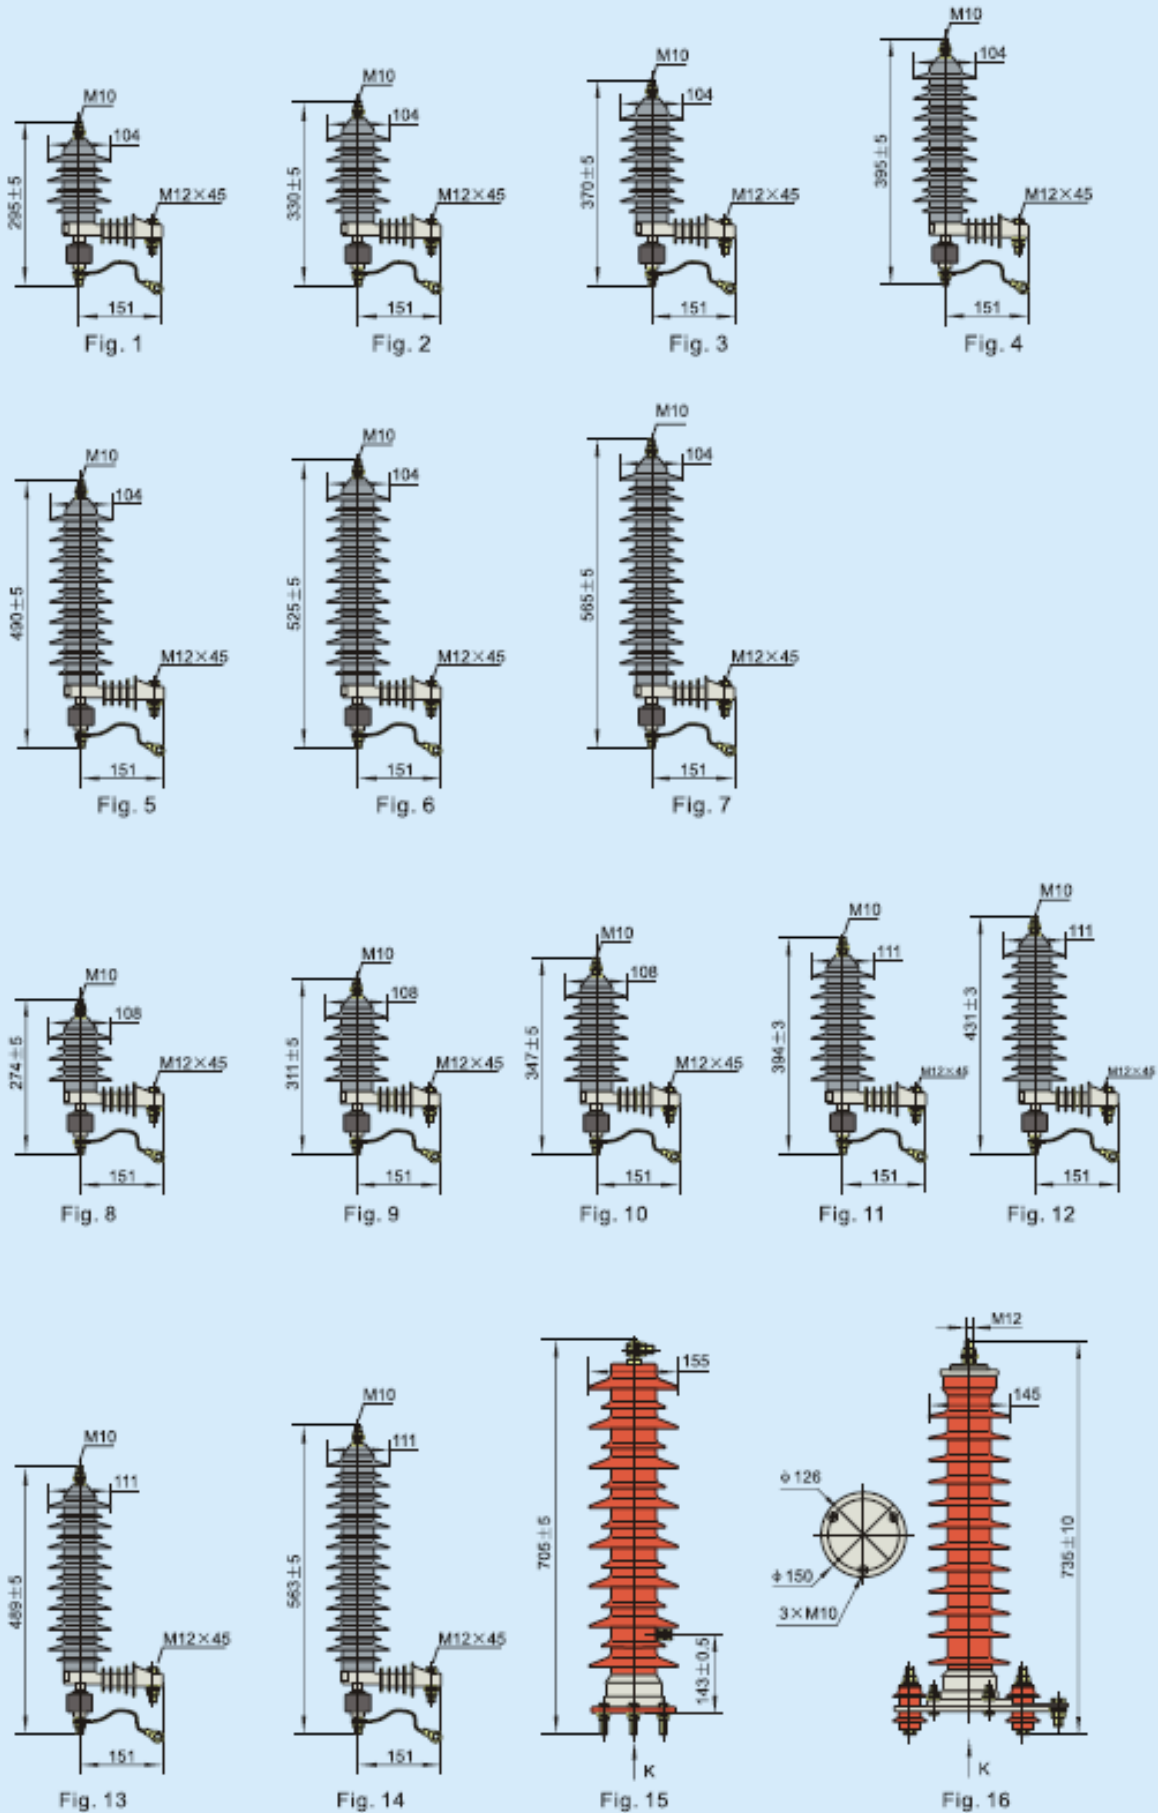 M10
104
295±5
M12×45
151
Fig. 1
M10
104
330±5
M12×45
151
Fig. 2
M10
104
370±5
M12×45
151
Fig. 3
M10
104
395±5
M12×45
151
Fig. 4
M10
104
490±5
M12×45
151
Fig. 5
M10
104
525±5
M12×45
151
Fig. 6
M10
104
565±5
M12×45
151
Fig. 7
M10
108
274±5
M12×45
151
Fig. 8
M10
108
311±5
M12×45
151
Fig. 9
M10
108
347±5
M12×45
151
Fig. 10
M10
111
394±3
M12×45
151
Fig. 11
M10
111
431±3
M12×45
151
Fig. 12
M10
111
489±5
M12×45
151
Fig. 13
M10
111
563±5
M12×45
151
Fig. 14
155
705±5
143±0.5
K
Fig. 15
M12
145
ϕ126
ϕ150
3×M10
735±10
K
Fig. 16